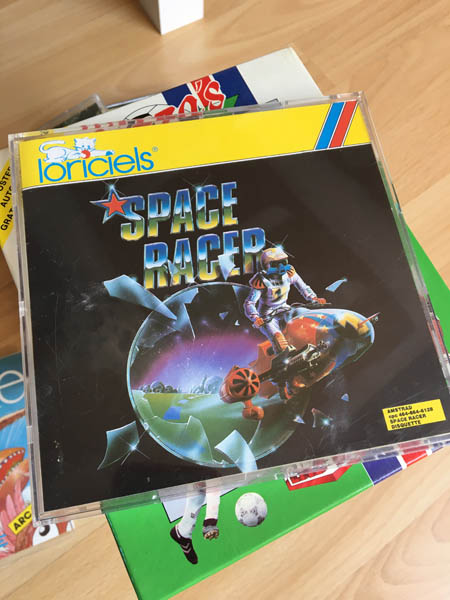 loriciels®
SPACE
RACER
AMSTRAD
cpc 464-664-6128
SPACE RACER
DISQUETTE